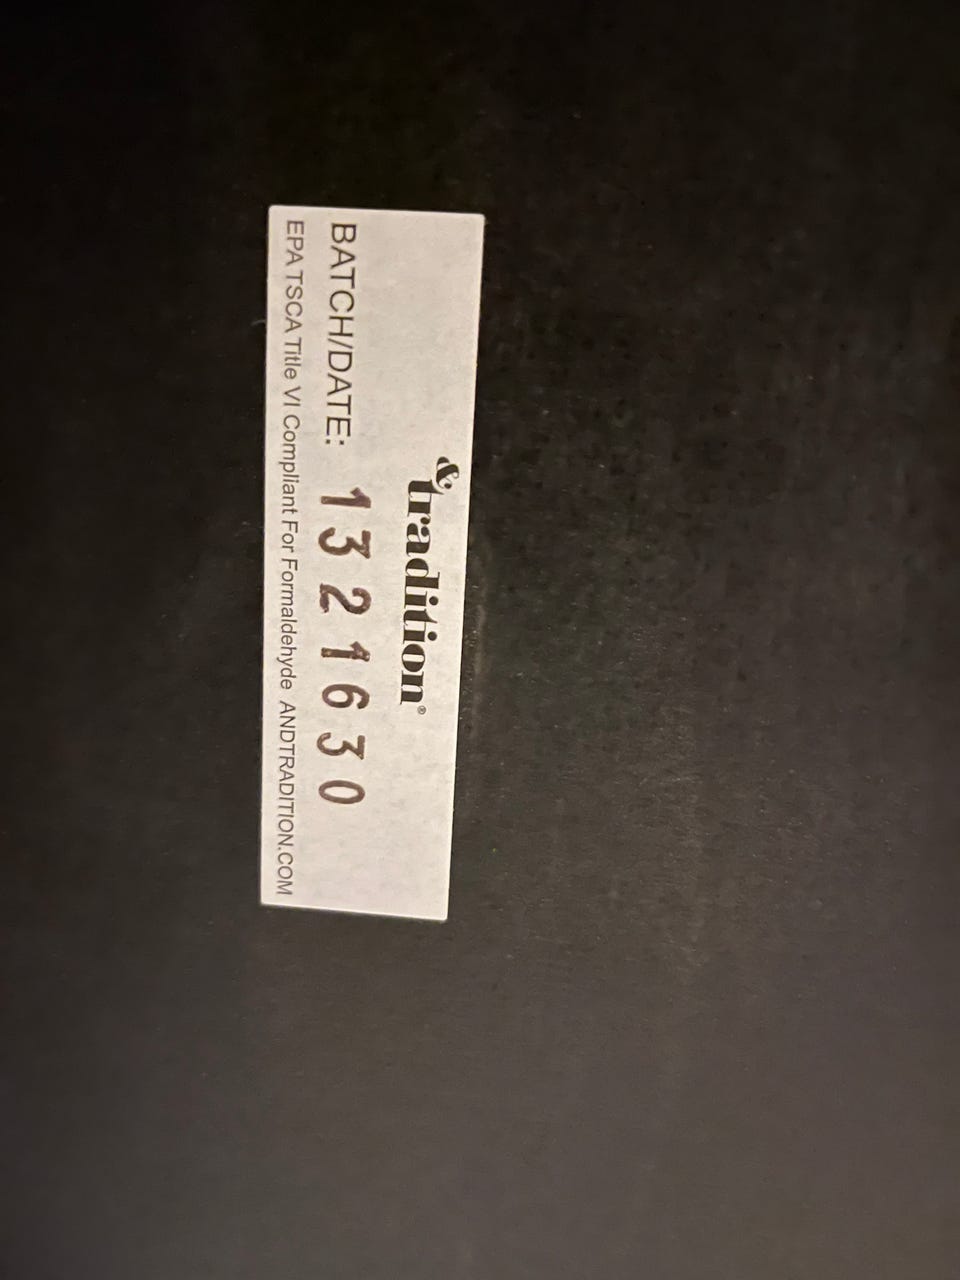 &tradition®
BATCH/DATE: 1321630
EPA TSCA Title VI Compliant For Formaldehyde ANDTRADITION.COM